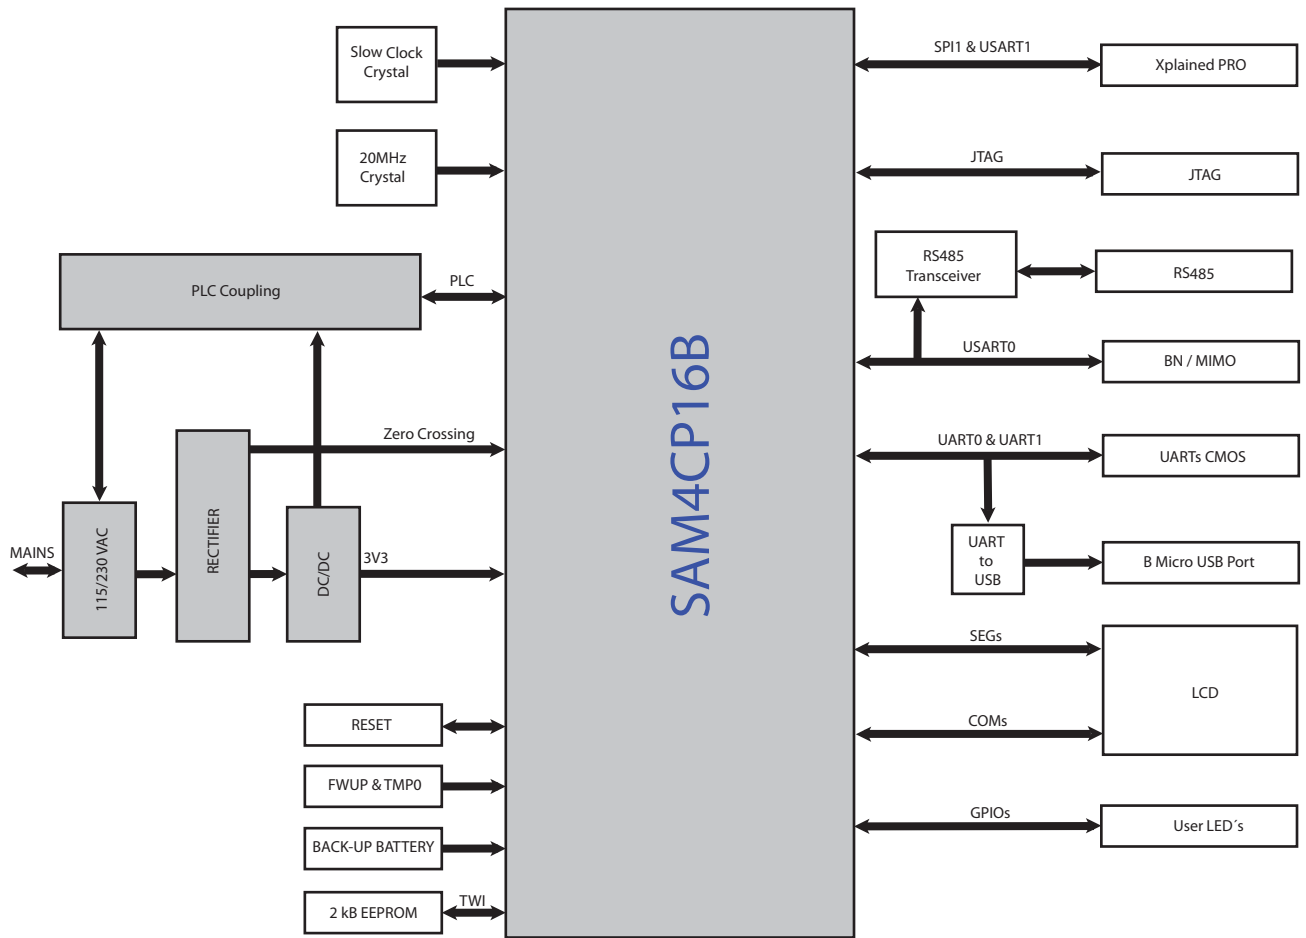 Slow Clock
Crystal
SPI1 & USART1
Xplained PRO
20MHz
Crystal
JTAG
JTAG
PLC Coupling
PLC
RS485
Transceiver
RS485
USART0
BN / MIMO
Zero Crossing
UART0 & UART1
UARTs CMOS
MAINS
115/230 VAC
RECTIFIER
DC/DC
3V3
SAM4CP16B
UART
to
USB
B Micro USB Port
SEGs
LCD
COMs
RESET
FWUP & TMP0
GPIOs
User LED´s
BACK-UP BATTERY
2 kB EEPROM
TWI